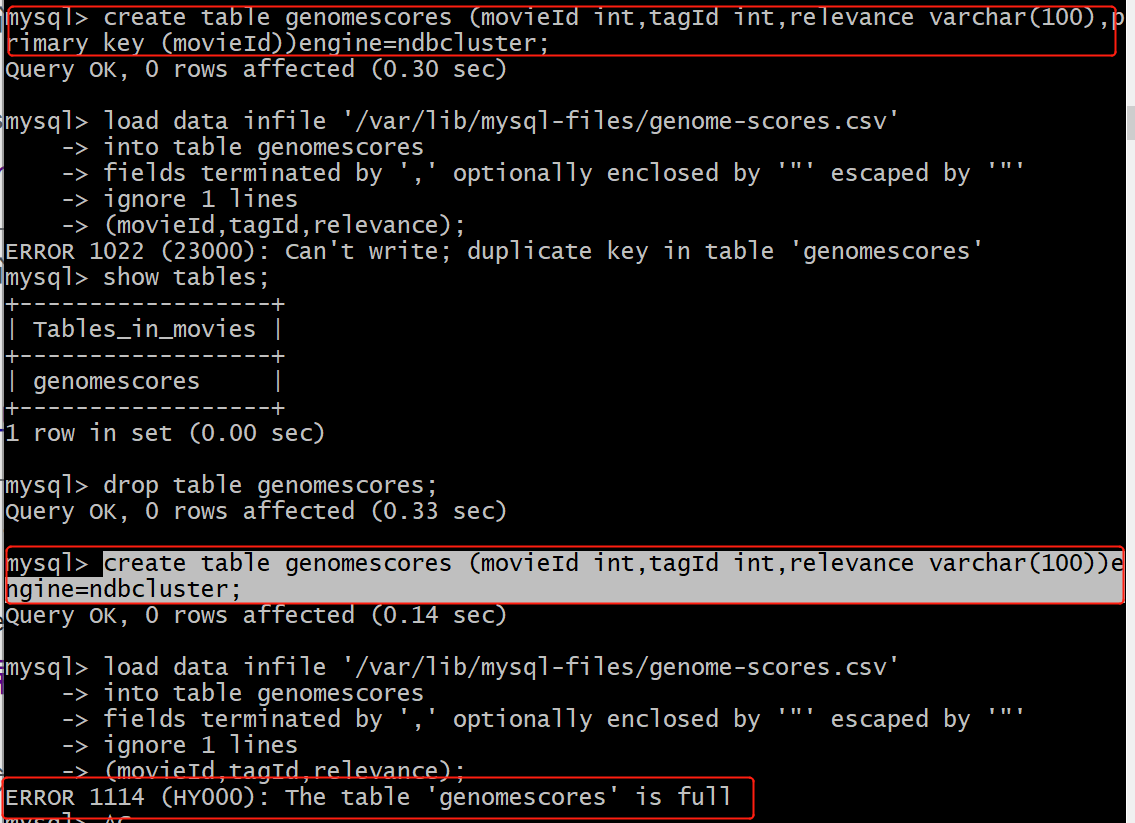 mysql> create table genomescores (movieId int,tagId int,relevance varchar(100),p
rimary key (movieId))engine=ndbcluster;
Query OK, 0 rows affected (0.30 sec)
mysql> load data infile '/var/lib/mysql-files/genome-scores.csv'
    -> into table genomescores
    -> fields terminated by ',' optionally enclosed by '"' escaped by '"'
    -> ignore 1 lines
    -> (movieId,tagId,relevance);
ERROR 1022 (23000): Can't write; duplicate key in table 'genomescores'
mysql> show tables;
+-------------------+
| Tables_in_movies |
+-------------------+
| genomescores     |
+-------------------+
1 row in set (0.00 sec)
mysql> drop table genomescores;
Query OK, 0 rows affected (0.33 sec)
mysql> create table genomescores (movieId int,tagId int,relevance varchar(100))e
ngine=ndbcluster;
Query OK, 0 rows affected (0.14 sec)
mysql> load data infile '/var/lib/mysql-files/genome-scores.csv'
    -> into table genomescores
    -> fields terminated by ',' optionally enclosed by '"' escaped by '"'
    -> ignore 1 lines
    -> (movieId,tagId,relevance);
ERROR 1114 (HY000): The table 'genomescores' is full
mysql> ^C